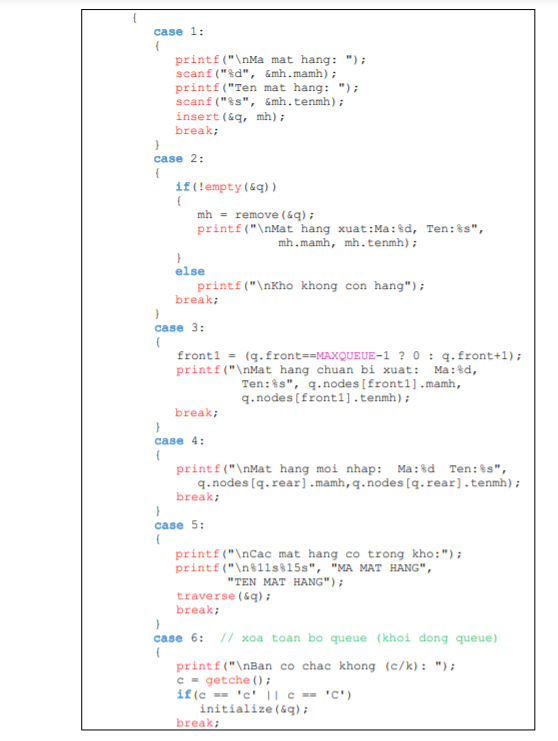 {
case 1:
{
printf("\nMa mat hang: ");
scanf("%d", &mh.mamh);
printf("Ten mat hang: ");
scanf("%s", &mh.tenmh);
insert(&q, mh);
break;
}
case 2:
{
if(!empty(&q))
{
mh = remove(&q);
printf("\nMat hang xuat:Ma:%d, Ten:%s",
mh.mamh, mh.tenmh);
}
else
printf("\nKho khong con hang");
break;
}
case 3:
{
front1 = (q.front==MAXQUEUE-1 ? 0 : q.front+1);
printf("\nMat hang chuan bi xuat:  Ma:%d,
Ten:%s", q.nodes[front1].mamh,
q.nodes[front1].tenmh);
break;
}
case 4:
{
printf("\nMat hang moi nhap:  Ma:%d  Ten:%s",
q.nodes[q.rear].mamh,q.nodes[q.rear].tenmh);
break;
}
case 5:
{
printf("\nCac mat hang co trong kho:");
printf("\n%11s%15s", "MA MAT HANG",
"TEN MAT HANG");
traverse(&q);
break;
}
case 6:  // xoa toan bo queue (khoi dong queue)
{
printf("\nBan co chac khong (c/k): ");
c = getche();
if(c == 'c' || c == 'C')
initialize(&q);
break;